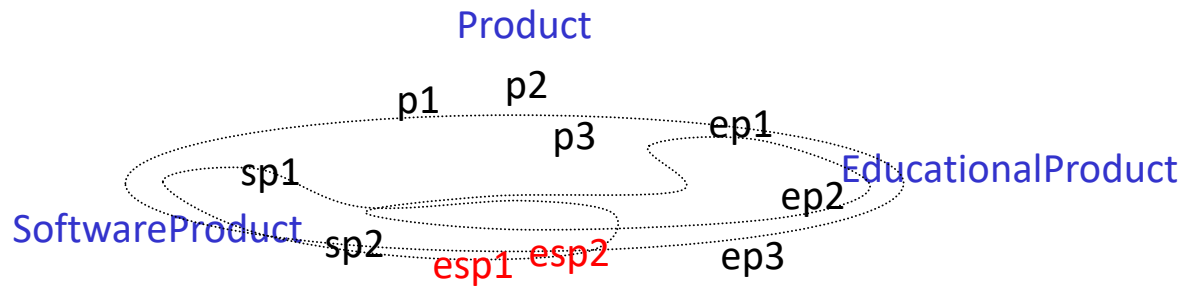 Product
p1
p2
p3
ep1
sp1
EducationalProduct
ep2
SoftwareProduct
sp2
esp1
esp2
ep3